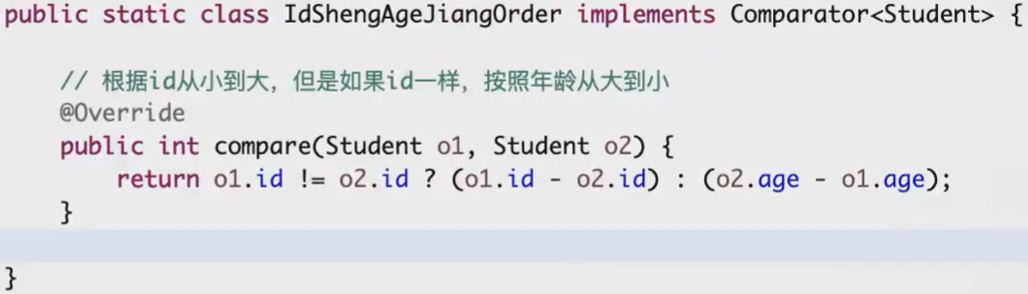 public static class IdShengAgeJiangOrder implements Comparator<Student> {
// 根据id从小到大，但是如果id一样，按照年龄从大到小
@Override
public int compare(Student o1, Student o2) {
return o1.id != o2.id ? (o1.id - o2.id) : (o2.age - o1.age);
}
}